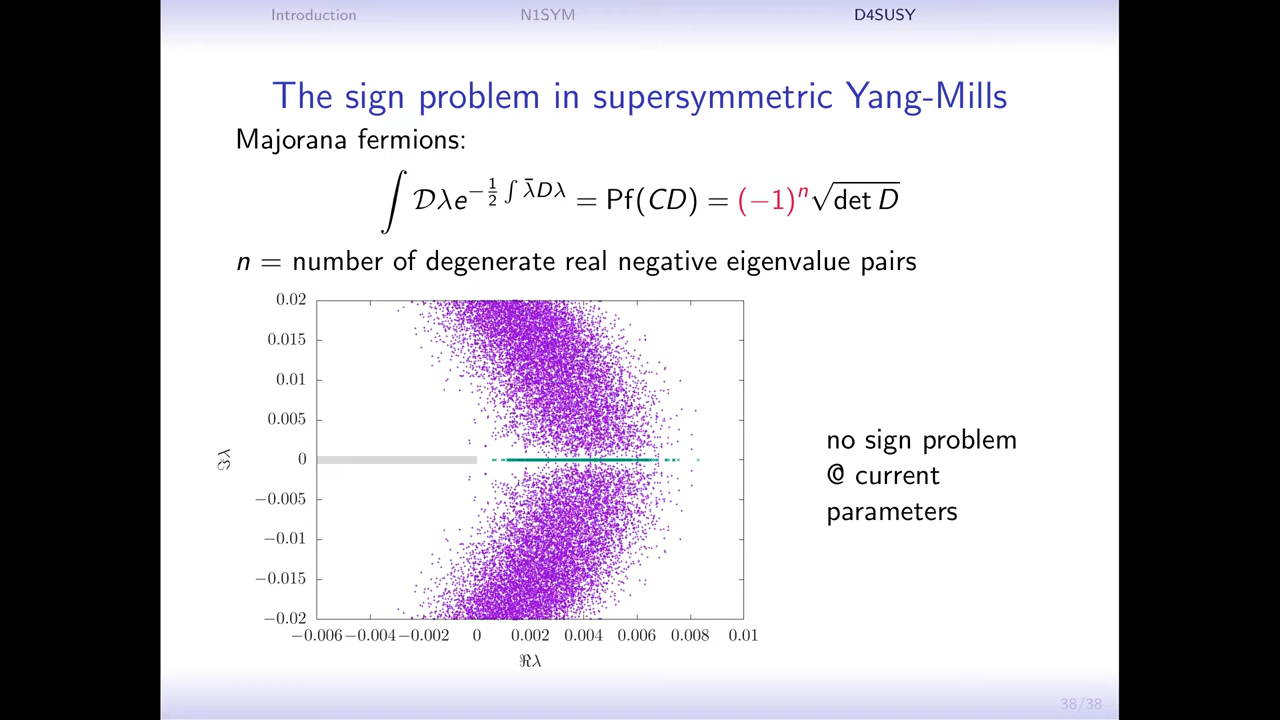 Introduction N1SYM D4SUSY
The sign problem in supersymmetric Yang-Mills
Majorana fermions:
∫ 𝒟λe^{−½ ∫ λ̄Dλ} = Pf(CD) = (−1)^n √det D
n = number of degenerate real negative eigenvalue pairs
0.02
0.015
0.01
0.005
0
−0.005
−0.01
−0.015
−0.02
ℑλ
−0.006 −0.004 −0.002 0 0.002 0.004 0.006 0.008 0.01
ℜλ
no sign problem
@ current
parameters
38/38